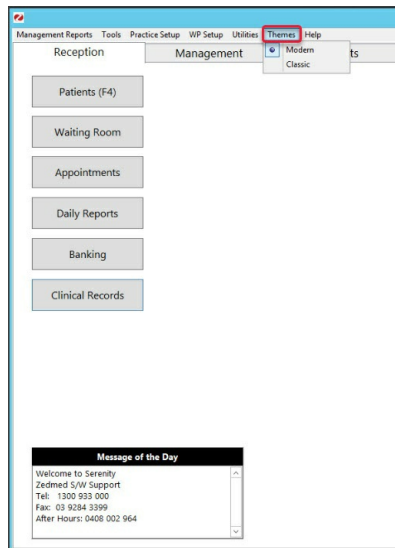 Management Reports Tools Practice Setup WP Setup Utilities Themes Help
Modern
Classic
Reception Management ts
Patients (F4)
Waiting Room
Appointments
Daily Reports
Banking
Clinical Records
Message of the Day
Welcome to Serenity
Zedmed S/W Support
Tel: 1300 933 000
Fax: 03 9284 3399
After Hours: 0408 002 964